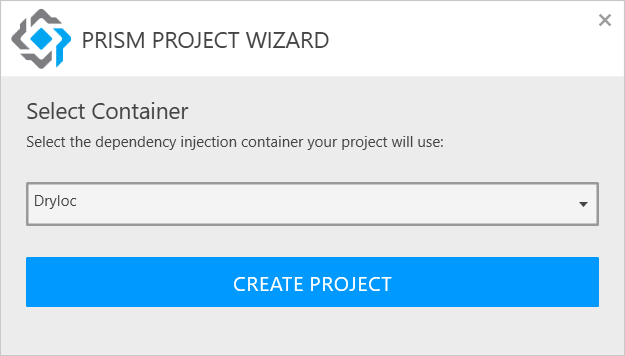 PRISM PROJECT WIZARD
Select Container
Select the dependency injection container your project will use:
Dryloc
CREATE PROJECT